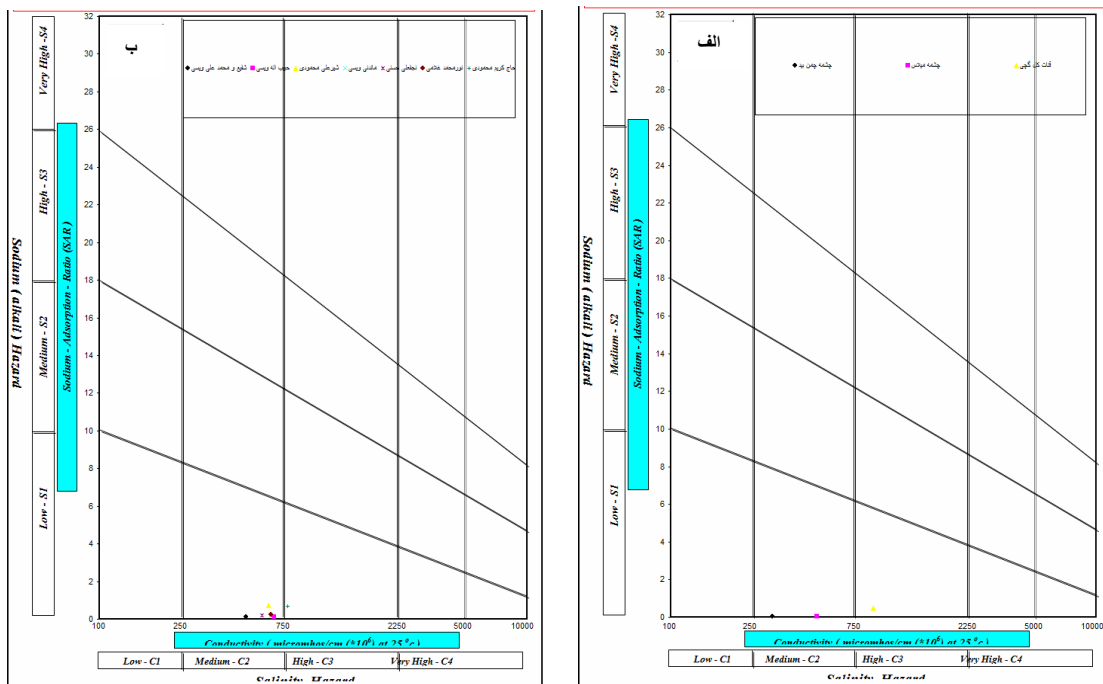 ب
شفیع و محمد علی ویسی
حبیب اله ویسی
شیرعلی محمودی
ماندنی ویسی
نجفعلی حسنی
نورمحمد غلامی
حاج کریم محمودی
Very High -S4
High - S3
Medium - S2
Low - S1
Sodium ( alkali ) Hazard
Sodium - Adsorption - Ratio (SAR )
32
30
28
26
24
22
20
18
16
14
12
10
8
6
4
2
0
100 250 750 2250 5000 10000
Conductivity ( micromhos/cm (*10⁶) at 25 °c )
Low - C1 Medium - C2 High - C3 Very High - C4
Salinity Hazard
الف
چشمه چمن بید
چشمه میلاس
قنات کل گچی
Very High -S4
High - S3
Medium - S2
Low - S1
Sodium ( alkali ) Hazard
Sodium - Adsorption - Ratio (SAR )
32
30
28
26
24
22
20
18
16
14
12
10
8
6
4
2
0
100 250 750 2250 5000 10000
Conductivity ( micromhos/cm (*10⁶) at 25 °c )
Low - C1 Medium - C2 High - C3 Very High - C4
Salinity Hazard